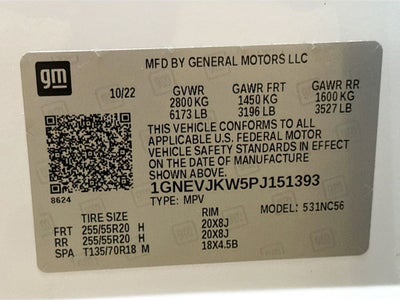 gm
MFD BY GENERAL MOTORS LLC
10/22 GVWR GAWR FRT GAWR RR
2800 KG 1450 KG 1600 KG
6173 LB 3196 LB 3527 LB
THIS VEHICLE CONFORMS TO ALL
APPLICABLE U.S. FEDERAL MOTOR
VEHICLE SAFETY STANDARDS IN EFFECT
ON THE DATE OF MANUFACTURE
SHOWN ABOVE.
1GNEVJKW5PJ151393
8624 TYPE: MPV MODEL: 531NC56
TIRE SIZE RIM
FRT 255/55R20 H 20X8J
RR 255/55R20 H 20X8J
SPA T135/70R18 M 18X4.5B